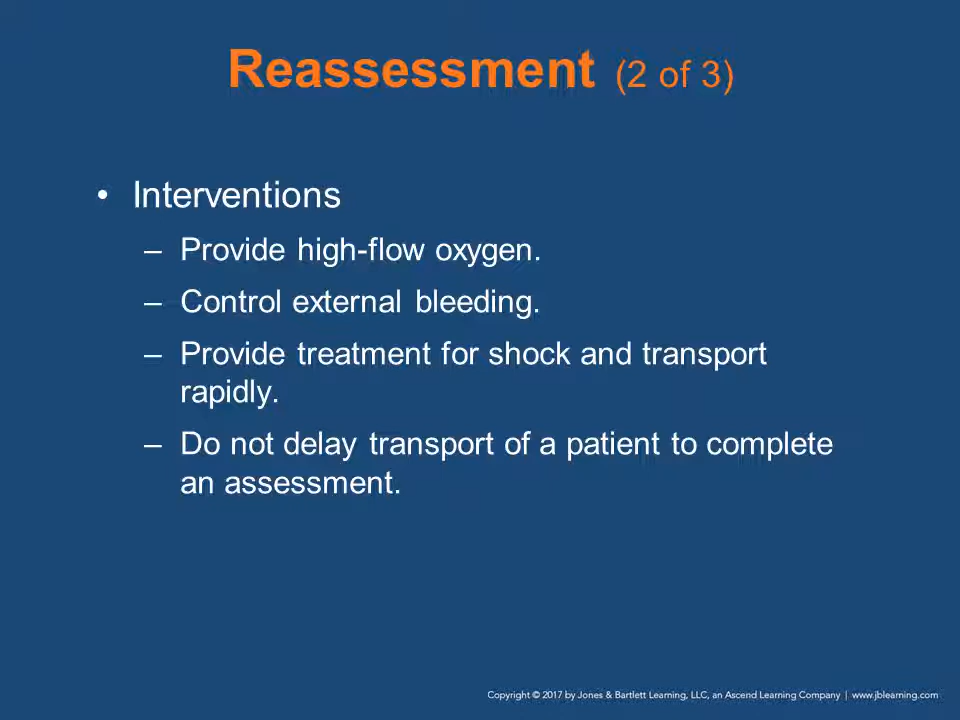 Reassessment (2 of 3)
• Interventions
– Provide high-flow oxygen.
– Control external bleeding.
– Provide treatment for shock and transport
rapidly.
– Do not delay transport of a patient to complete
an assessment.
Copyright © 2017 by Jones & Bartlett Learning, LLC, an Ascend Learning Company | www.jblearning.com